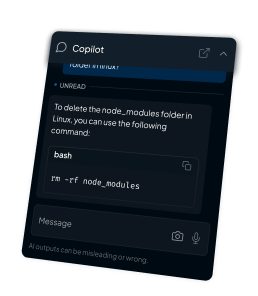 Copilot
folder in linux?
UNREAD
To delete the node_modules folder in
Linux, you can use the following
command:
bash
rm -rf node_modules
Message
AI outputs can be misleading or wrong.